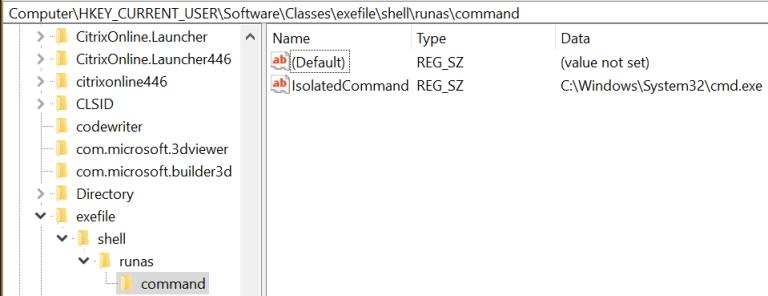 Computer\HKEY_CURRENT_USER\Software\Classes\exefile\shell\runas\command
CitrixOnline.Launcher
CitrixOnline.Launcher446
citrixonline446
CLSID
codewriter
com.microsoft.3dviewer
com.microsoft.builder3d
Directory
exefile
shell
runas
command
Name Type Data
ab (Default) REG_SZ (value not set)
ab IsolatedCommand REG_SZ C:\Windows\System32\cmd.exe